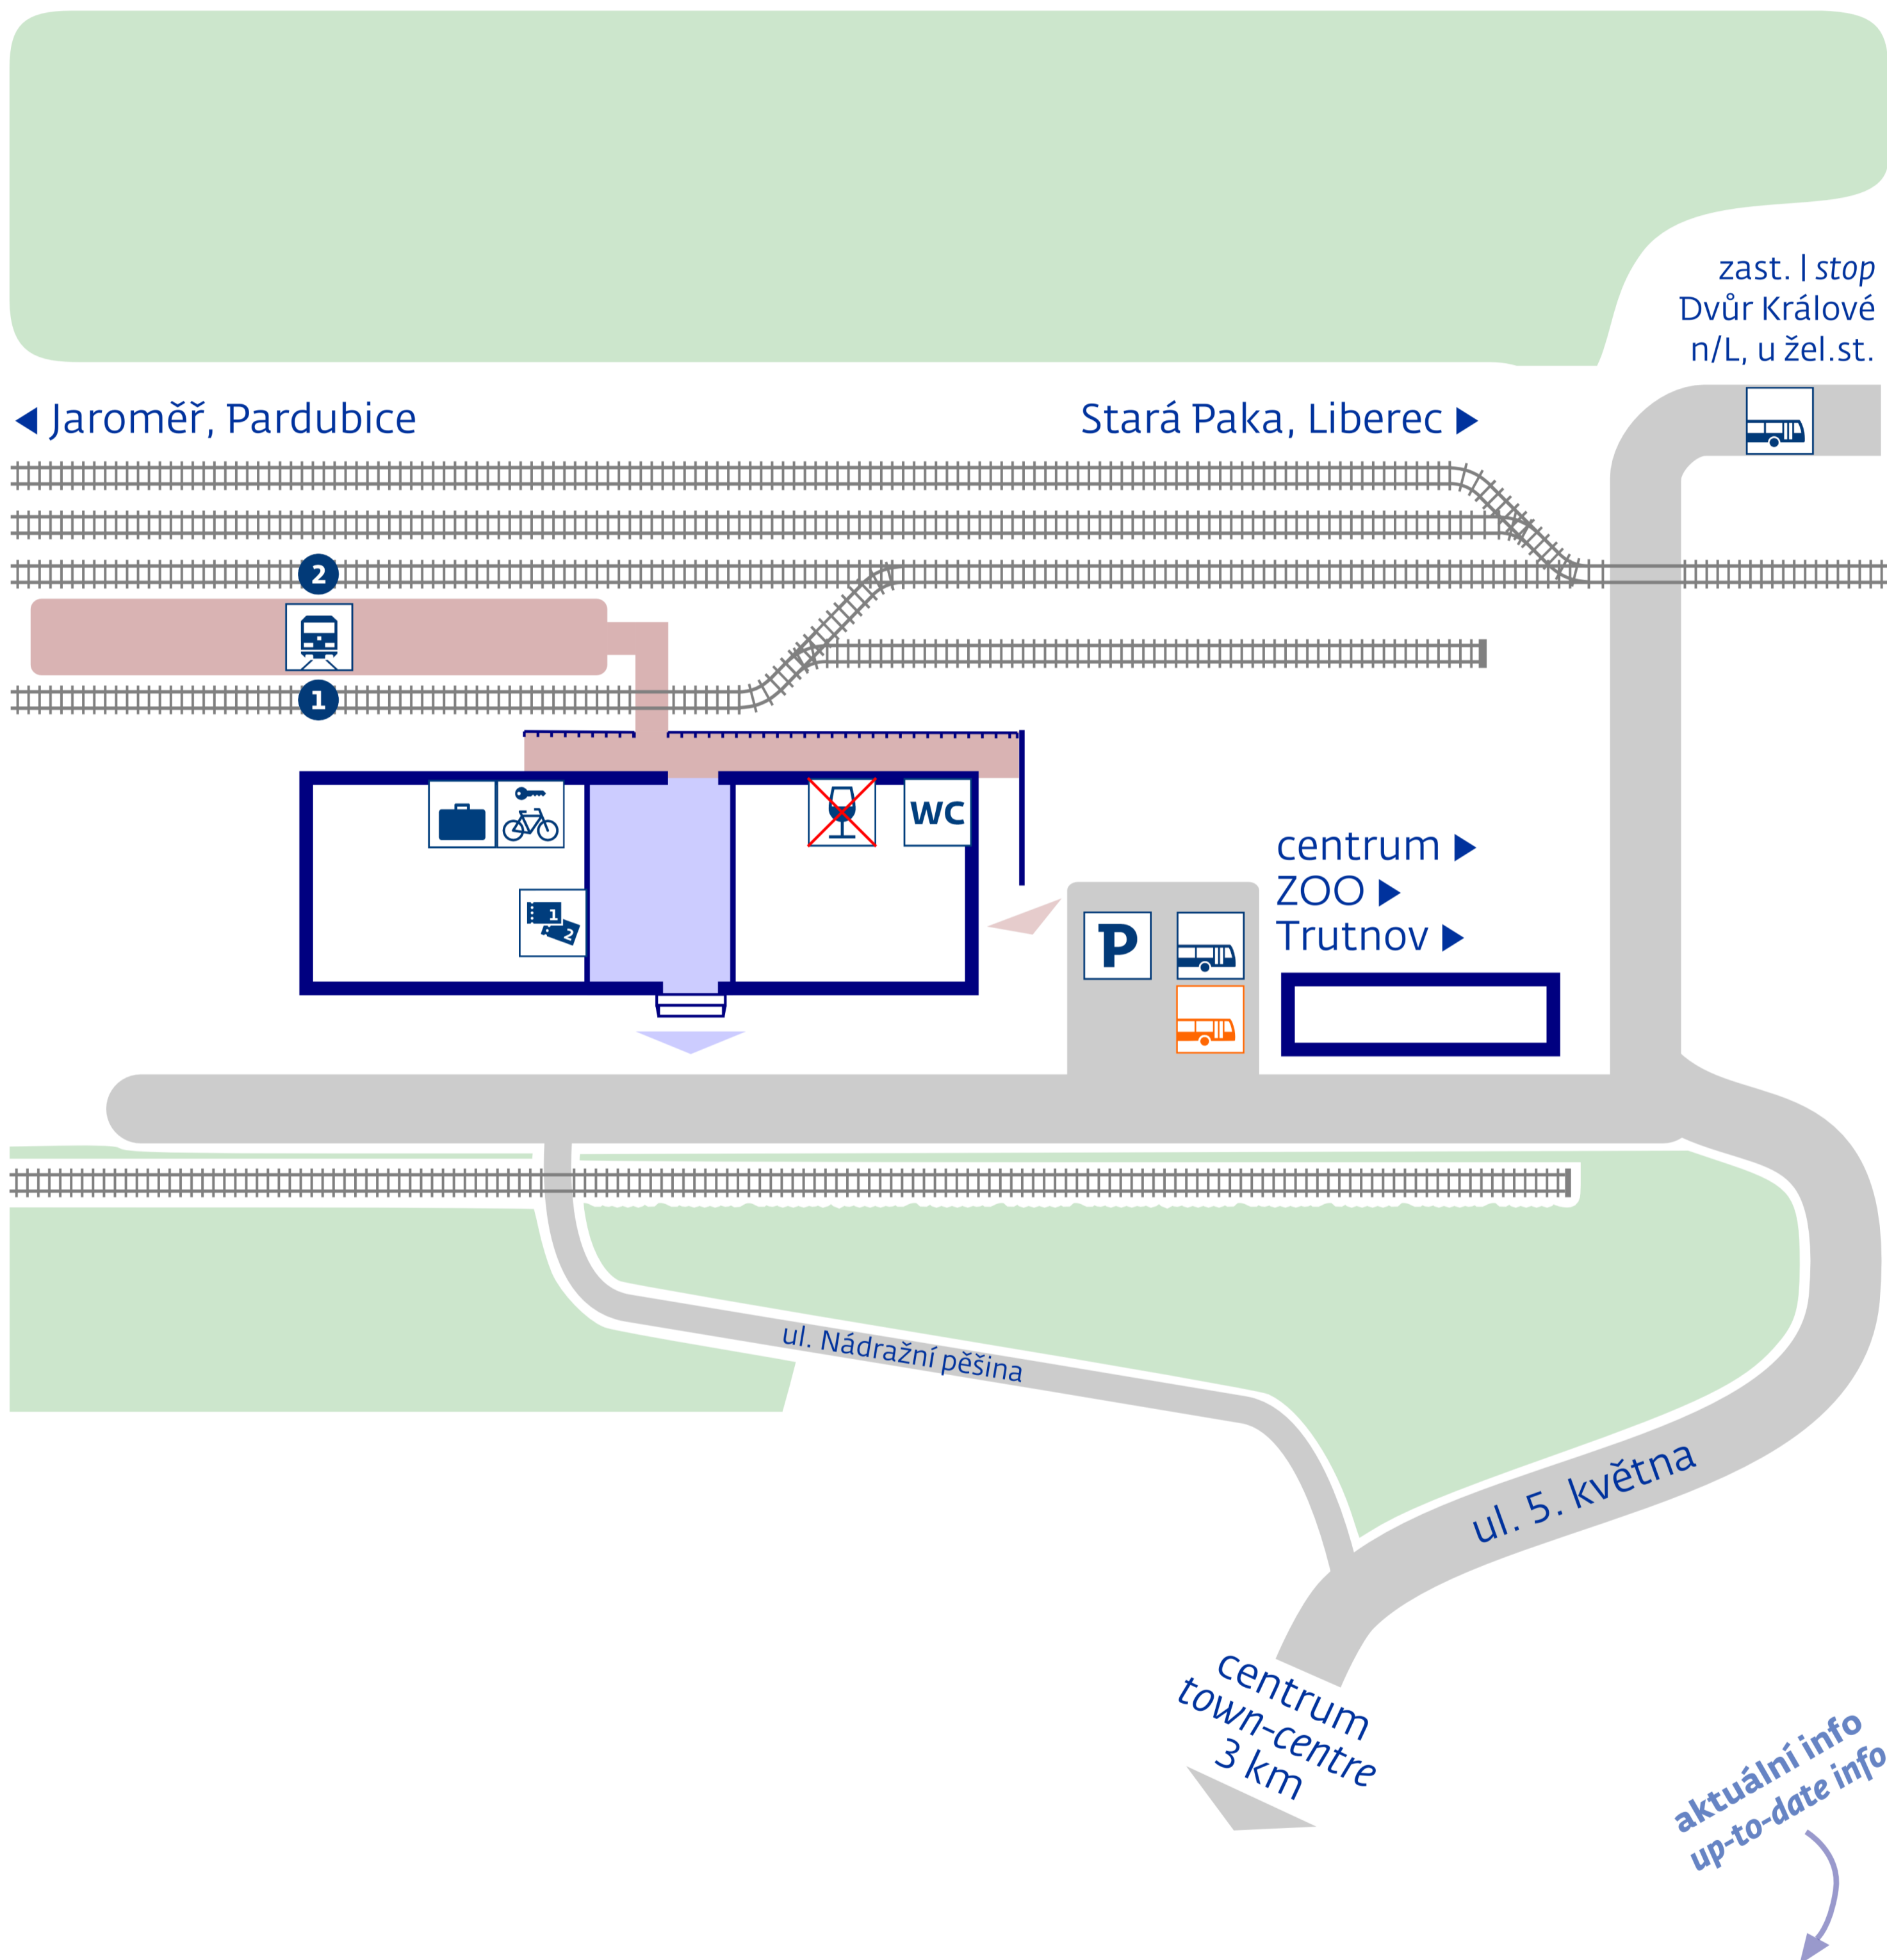 zast. | stop
Dvůr Králové
n/L, u žel.st.
Jaroměř, Pardubice
Stará Paka, Liberec
2
1
WC
1
2
centrum
ZOO
Trutnov
P
ul. Nádražní pěšina
ul. 5. května
centrum
town-centre
3 km
aktuální info
up-to-date info